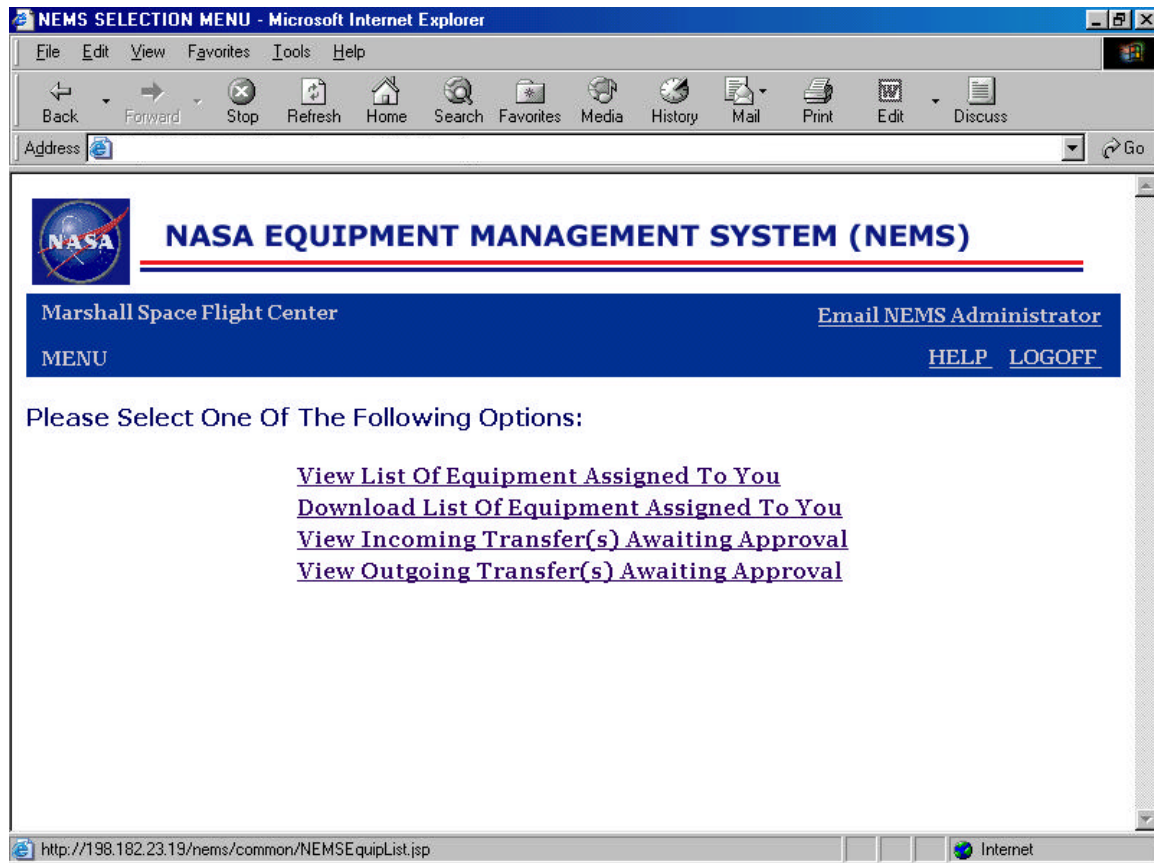 NEMS SELECTION MENU - Microsoft Internet Explorer
File Edit View Favorites Tools Help
Back Forward Stop Refresh Home Search Favorites Media History Mail Print Edit Discuss
Address Go
NASA
NASA EQUIPMENT MANAGEMENT SYSTEM (NEMS)
Marshall Space Flight Center Email NEMS Administrator
MENU HELP LOGOFF
Please Select One Of The Following Options:
View List Of Equipment Assigned To You
Download List Of Equipment Assigned To You
View Incoming Transfer(s) Awaiting Approval
View Outgoing Transfer(s) Awaiting Approval
http://198.182.23.19/nems/common/NEMSEquipList.jsp Internet